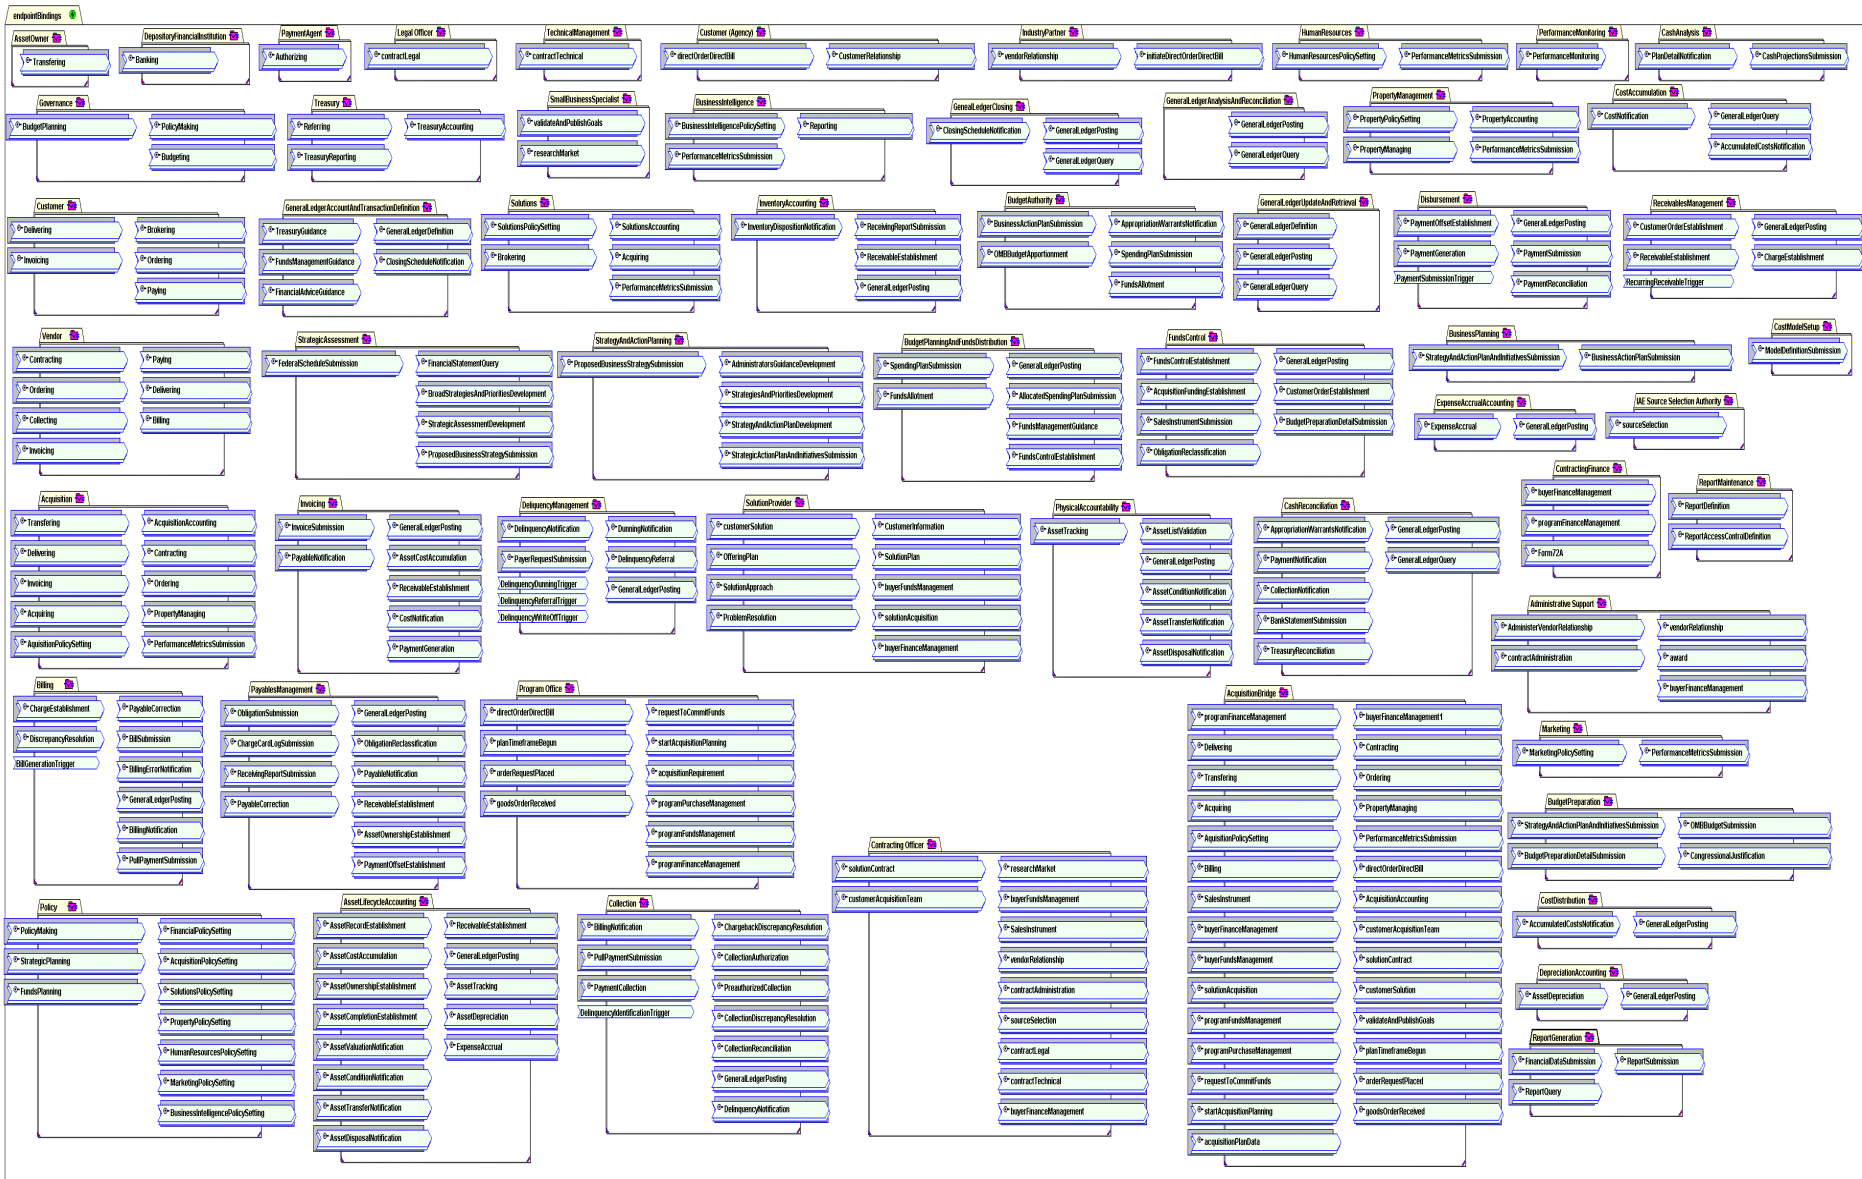 endpointBindings
AssetOwner
Transfering
DepositoryFinancialInstitution
Banking
PaymentAgent
Authorizing
Legal Officer
contractLegal
TechnicalManagement
contractTechnical
Customer (Agency)
directOrderDirectBill
CustomerRelationship
IndustryPartner
vendorRelationship
initiateDirectOrderDirectBill
HumanResources
HumanResourcesPolicySetting
PerformanceMetricsSubmission
PerformanceMonitoring
PerformanceMonitoring
CashAnalysis
PlanDetailNotification
CashProjectionsSubmission
Governance
BudgetPlanning
PolicyMaking
Budgeting
Treasury
Referring
TreasuryAccounting
TreasuryReporting
SmallBusinessSpecialist
validateAndPublishGoals
researchMarket
BusinessIntelligence
BusinessIntelligencePolicySetting
Reporting
PerformanceMetricsSubmission
GenealLedgerClosing
ClosingScheduleNotification
GeneralLedgerPosting
GeneralLedgerQuery
GeneralLedgerAnalysisAndReconciliation
GeneralLedgerPosting
GeneralLedgerQuery
PropertyManagement
PropertyPolicySetting
PropertyAccounting
PropertyManaging
PerformanceMetricsSubmission
CostAccumulation
CostNotification
GeneralLedgerQuery
AccumulatedCostsNotification
Customer
Delivering
Brokering
Invoicing
Ordering
Paying
GeneralLedgerAccountAndTransactionDefinition
TreasuryGuidance
GeneralLedgerDefinition
FundsManagementGuidance
ClosingScheduleNotification
FinancialAdviceGuidance
Solutions
SolutionsPolicySetting
SolutionsAccounting
Brokering
Acquiring
PerformanceMetricsSubmission
InventoryAccounting
InventoryDispositionNotification
ReceivingReportSubmission
ReceivableEstablishment
GeneralLedgerPosting
BudgetAuthority
BusinessActionPlanSubmission
AppropriationWarrantsNotification
OMBBudgetApportionment
SpendingPlanSubmission
FundsAllotment
GeneralLedgerUpdateAndRetrieval
GeneralLedgerDefinition
GeneralLedgerPosting
GeneralLedgerQuery
Disbursement
PaymentOffsetEstablishment
GeneralLedgerPosting
PaymentGeneration
PaymentSubmission
PaymentSubmissionTrigger
PaymentReconciliation
ReceivablesManagement
CustomerOrderEstablishment
GeneralLedgerPosting
ReceivableEstablishment
ChargeEstablishment
RecurringReceivableTrigger
Vendor
Contracting
Paying
Ordering
Delivering
Collecting
Billing
Invoicing
StrategicAssessment
FederalScheduleSubmission
FinancialStatementQuery
BroadStrategiesAndPrioritiesDevelopment
StrategicAssessmentDevelopment
ProposedBusinessStrategySubmission
StrategyAndActionPlanning
ProposedBusinessStrategySubmission
AdministratorsGuidanceDevelopment
StrategiesAndPrioritiesDevelopment
StrategyAndActionPlanDevelopment
StrategicActionPlanAndInitiativesSubmission
BudgetPlanningAndFundsDistribution
SpendingPlanSubmission
GeneralLedgerPosting
FundsAllotment
AllocatedSpendingPlanSubmission
FundsManagementGuidance
FundsControlEstablishment
FundsControl
FundsControlEstablishment
GeneralLedgerPosting
AcquisitionFundingEstablishment
CustomerOrderEstablishment
SalesInstrumentSubmission
BudgetPreparationDetailSubmission
ObligationReclassification
BusinessPlanning
StrategyAndActionPlanAndInitiativesSubmission
BusinessActionPlanSubmission
CostModelSetup
ModelDefinitionSubmission
ExpenseAccrualAccounting
ExpenseAccrual
GeneralLedgerPosting
IAE Source Selection Authority
sourceSelection
ContractingFinance
buyerFinanceManagement
programFinanceManagement
Form72A
ReportMaintenance
ReportDefinition
ReportAccessControlDefinition
Acquisition
Transfering
AcquisitionAccounting
Delivering
Contracting
Invoicing
Ordering
Acquiring
PropertyManaging
AquisitionPolicySetting
PerformanceMetricsSubmission
Invoicing
InvoiceSubmission
GeneralLedgerPosting
PayableNotification
AssetCostAccumulation
ReceivableEstablishment
CostNotification
PaymentGeneration
DelinquencyManagement
DelinquencyNotification
DunningNotification
PayerRequestSubmission
DelinquencyReferral
DelinquencyDunningTrigger
GeneralLedgerPosting
DelinquencyReferralTrigger
DelinquencyWriteOffTrigger
SolutionProvider
customerSolution
CustomerInformation
OfferingPlan
SolutionPlan
SolutionApproach
buyerFundsManagement
ProblemResolution
solutionAcquisition
buyerFinanceManagement
PhysicalAccountability
AssetTracking
AssetListValidation
GeneralLedgerPosting
AssetConditionNotification
AssetTransferNotification
AssetDisposalNotification
CashReconciliation
AppropriationWarrantsNotification
GeneralLedgerPosting
PaymentNotification
GeneralLedgerQuery
CollectionNotification
BankStatementSubmission
TreasuryReconciliation
Administrative Support
AdministerVendorRelationship
vendorRelationship
contractAdministration
award
buyerFinanceManagement
Billing
ChargeEstablishment
PayableCorrection
DiscrepancyResolution
BillSubmission
BillGenerationTrigger
BillingErrorNotification
GeneralLedgerPosting
BillingNotification
PullPaymentSubmission
PayablesManagement
ObligationSubmission
GeneralLedgerPosting
ChargeCardLogSubmission
ObligationReclassification
ReceivingReportSubmission
PayableNotification
PayableCorrection
ReceivableEstablishment
AssetOwnershipEstablishment
PaymentOffsetEstablishment
Program Office
directOrderDirectBill
requestToCommitFunds
planTimeframeBegun
startAcquisitionPlanning
orderRequestPlaced
acquisitionRequirement
goodsOrderReceived
programPurchaseManagement
programFundsManagement
programFinanceManagement
Contracting Officer
solutionContract
researchMarket
customerAcquisitionTeam
buyerFundsManagement
SalesInstrument
vendorRelationship
contractAdministration
sourceSelection
contractLegal
contractTechnical
buyerFinanceManagement
AcquisitionBridge
programFinanceManagement
buyerFinanceManagement1
Delivering
Contracting
Transfering
Ordering
Acquiring
PropertyManaging
AquisitionPolicySetting
PerformanceMetricsSubmission
Billing
directOrderDirectBill
SalesInstrument
AcquisitionAccounting
buyerFinanceManagement
customerAcquisitionTeam
buyerFundsManagement
solutionContract
solutionAcquisition
customerSolution
programFundsManagement
validateAndPublishGoals
programPurchaseManagement
planTimeframeBegun
requestToCommitFunds
orderRequestPlaced
startAcquisitionPlanning
goodsOrderReceived
acquisitionPlanData
Marketing
MarketingPolicySetting
PerformanceMetricsSubmission
BudgetPreparation
StrategyAndActionPlanAndInitiativesSubmission
OMBBudgetSubmission
BudgetPreparationDetailSubmission
CongressionalJustification
CostDistribution
AccumulatedCostsNotification
GeneralLedgerPosting
DepreciationAccounting
AssetDepreciation
GeneralLedgerPosting
ReportGeneration
FinancialDataSubmission
ReportSubmission
ReportQuery
Policy
PolicyMaking
FinancialPolicySetting
StrategicPlanning
AcquisitionPolicySetting
FundsPlanning
SolutionsPolicySetting
PropertyPolicySetting
HumanResourcesPolicySetting
MarketingPolicySetting
BusinessIntelligencePolicySetting
AssetLifecycleAccounting
AssetRecordEstablishment
ReceivableEstablishment
AssetCostAccumulation
GeneralLedgerPosting
AssetOwnershipEstablishment
AssetTracking
AssetCompletionEstablishment
AssetDepreciation
AssetValuationNotification
ExpenseAccrual
AssetConditionNotification
AssetTransferNotification
AssetDisposalNotification
Collection
BillingNotification
ChargebackDiscrepancyResolution
PullPaymentSubmission
CollectionAuthorization
PaymentCollection
PreauthorizedCollection
DelinquencyIdentificationTrigger
CollectionDiscrepancyResolution
CollectionReconciliation
GeneralLedgerPosting
DelinquencyNotification